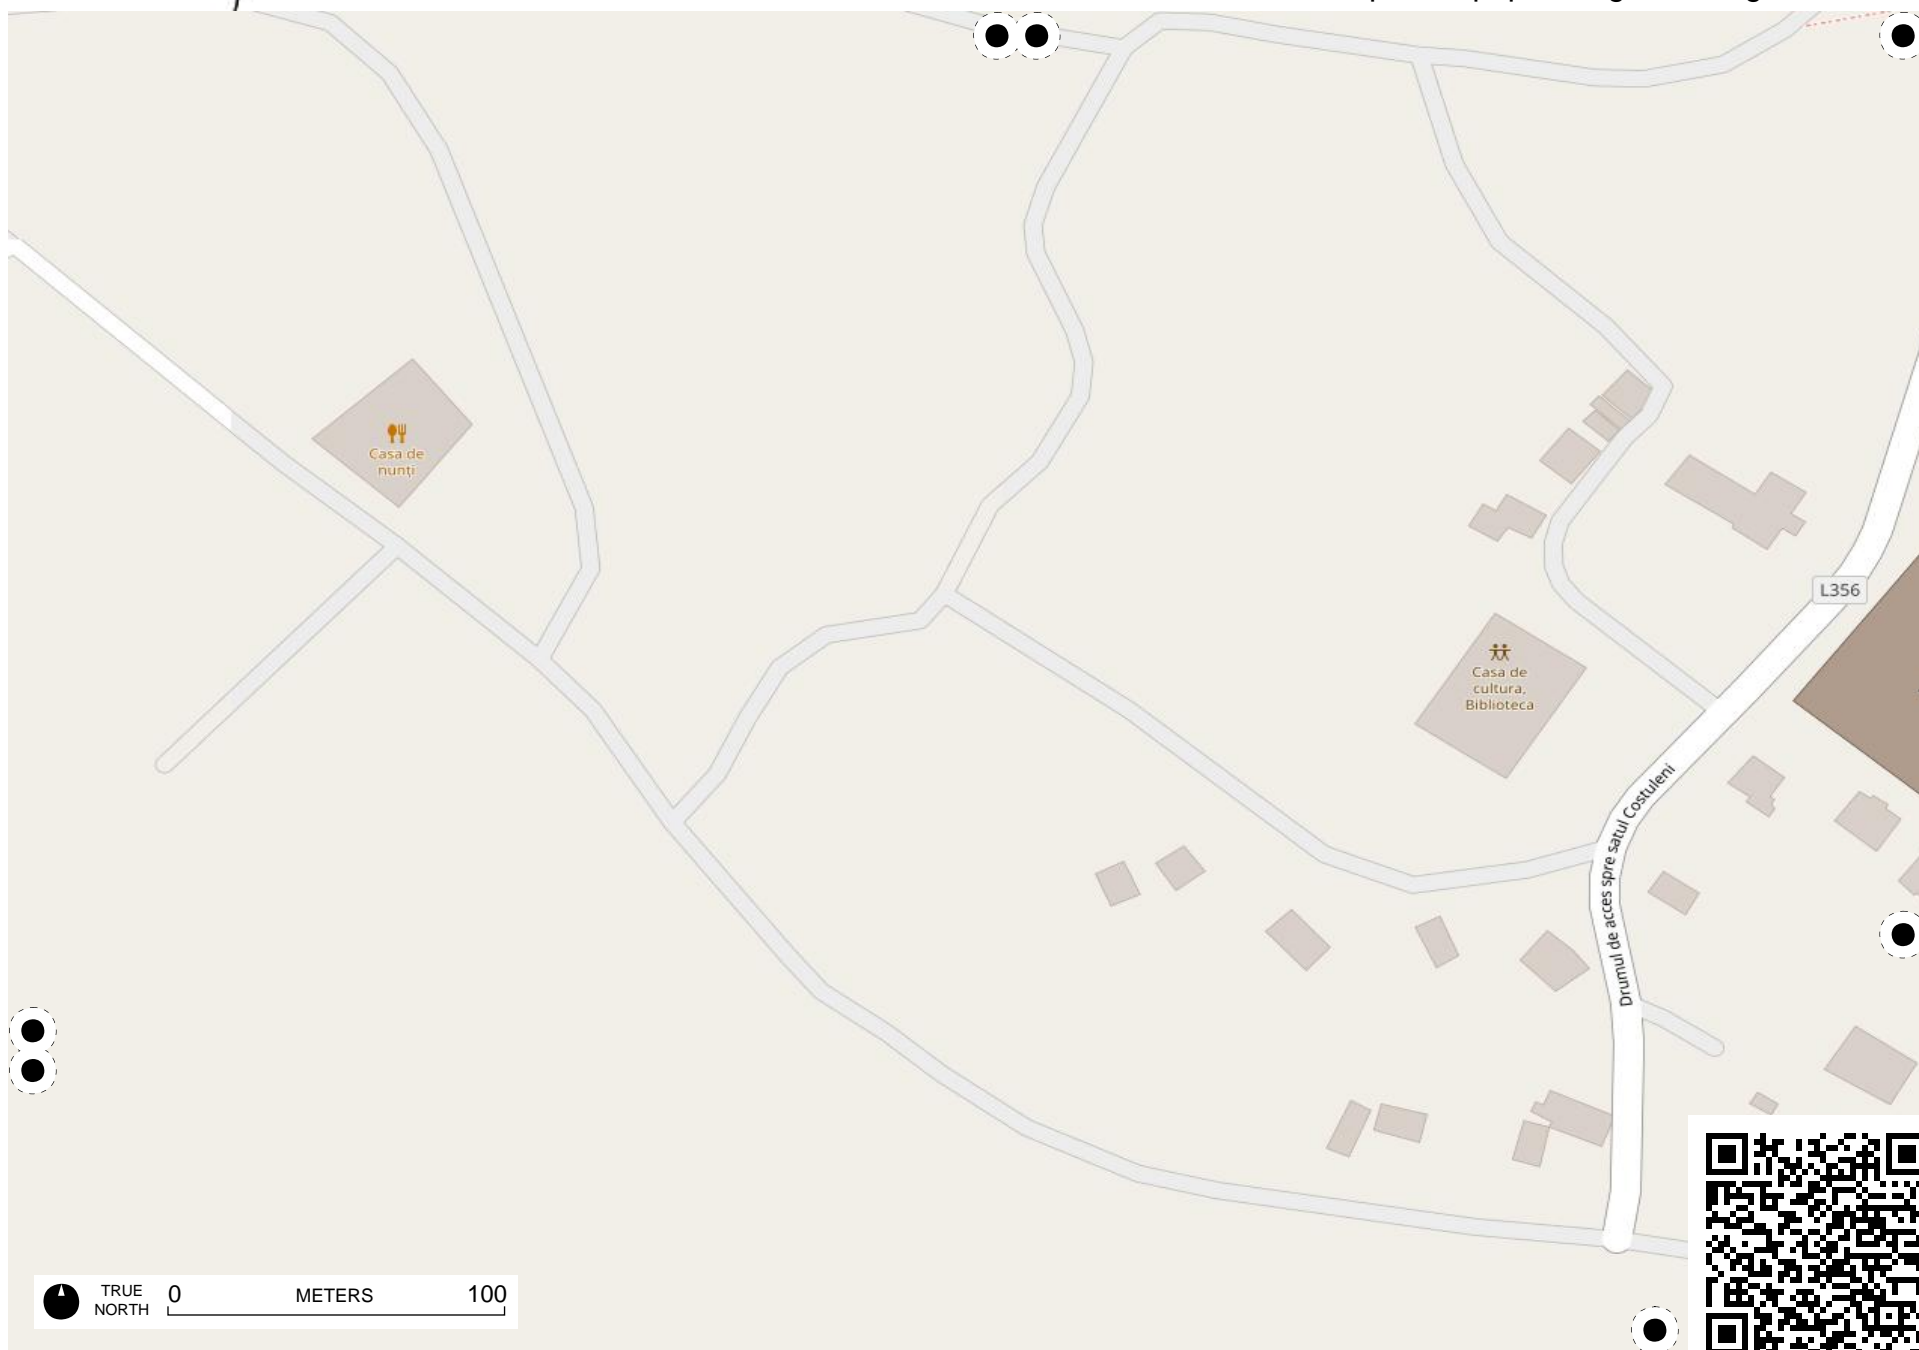 Casa de
nunți
L356
Casa de
cultura,
Biblioteca
Drumul de acces spre satul Costuleni
TRUE
NORTH
0
METERS
100